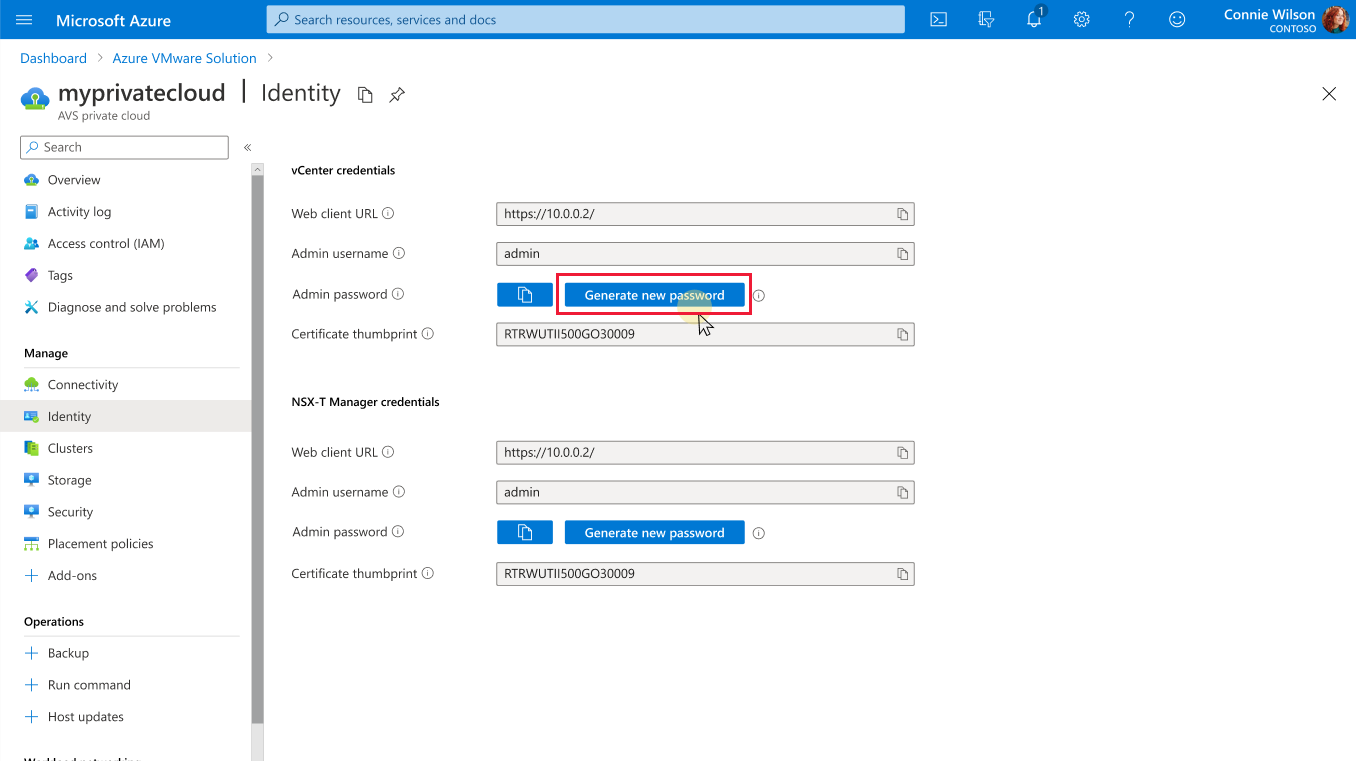 Microsoft Azure
Search resources, services and docs
1
Connie Wilson
CONTOSO
Dashboard > Azure VMware Solution >
myprivatecloud | Identity
AVS private cloud
Search
«
Overview
Activity log
Access control (IAM)
Tags
Diagnose and solve problems
Manage
Connectivity
Identity
Clusters
Storage
Security
Placement policies
Add-ons
Operations
Backup
Run command
Host updates
vCenter credentials
Web client URL
https://10.0.0.2/
Admin username
admin
Admin password
Generate new password
Certificate thumbprint
RTRWUTII500GO30009
NSX-T Manager credentials
Web client URL
https://10.0.0.2/
Admin username
admin
Admin password
Generate new password
Certificate thumbprint
RTRWUTII500GO30009